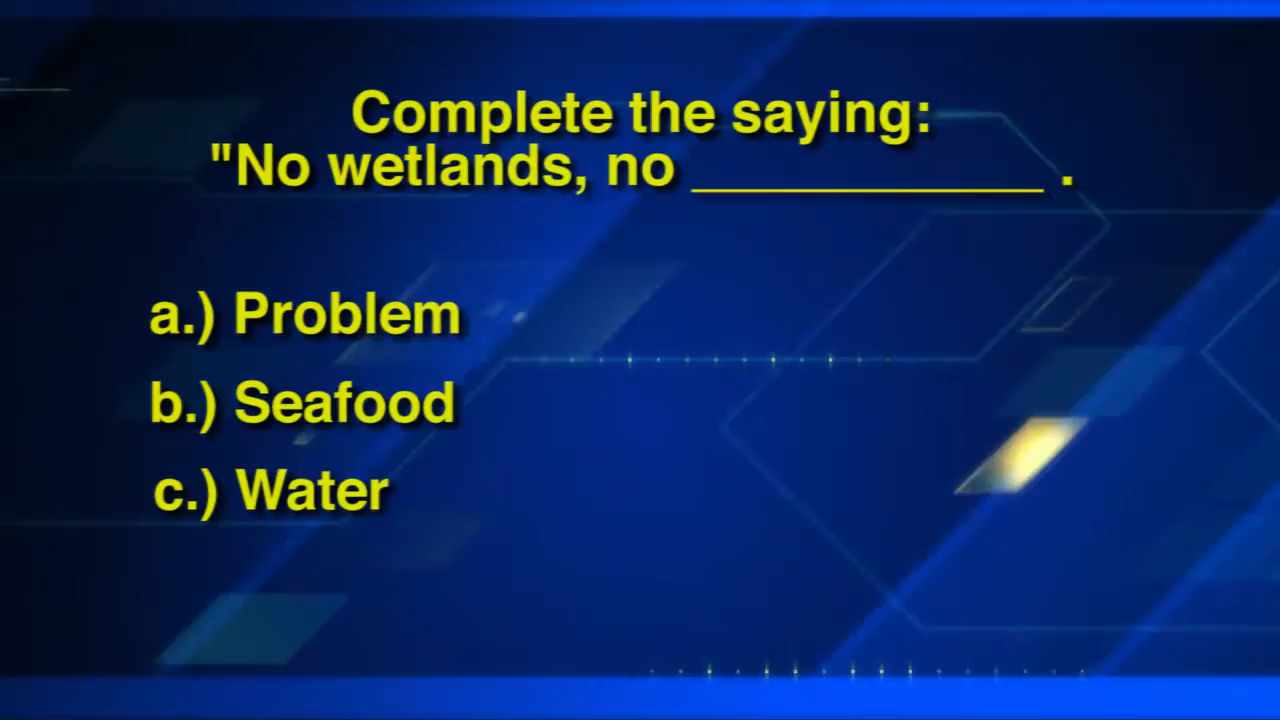 Complete the saying:
"No wetlands, no ____________ .
a.) Problem
b.) Seafood
c.) Water